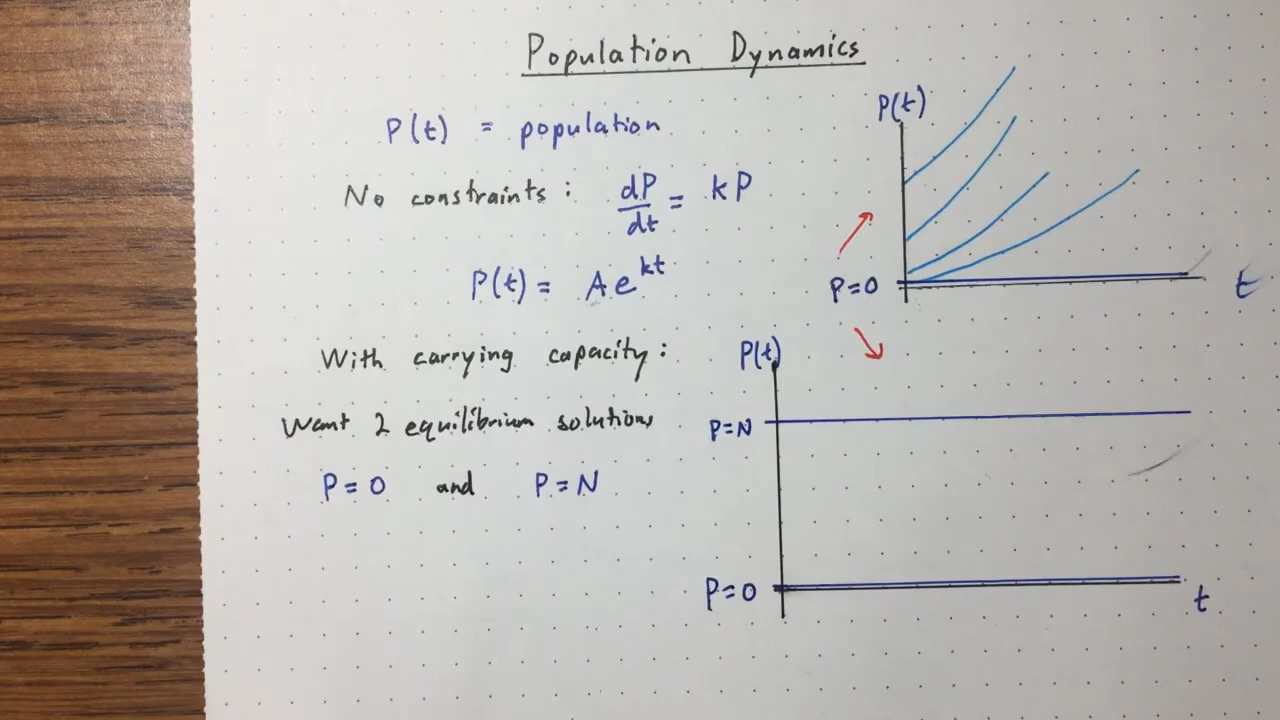 Population Dynamics
P(t) = population
No constraints: dP/dt = kP
P(t) = Ae^kt
With carrying capacity:
Want 2 equilibrium solutions
P=0 and P=N
P(t)
P=0
t
P(t)
P=N
P=0
t